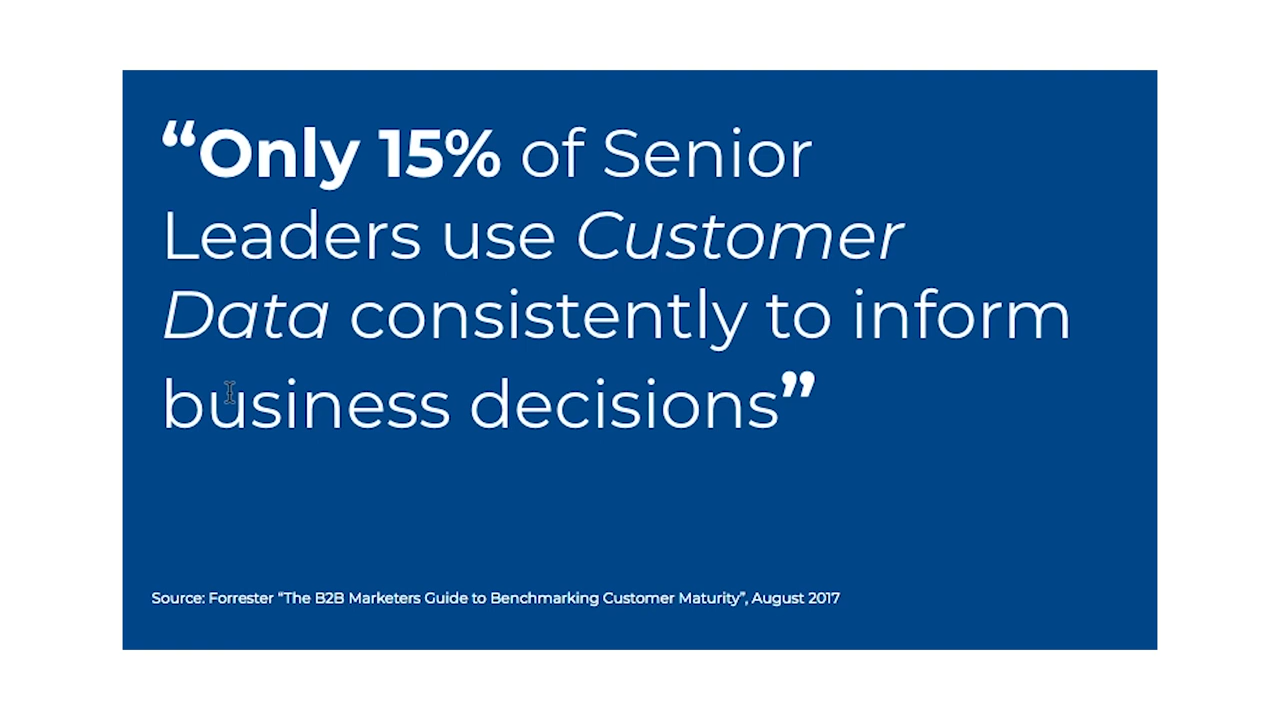 “Only 15% of Senior
Leaders use Customer
Data consistently to inform
business decisions”
Source: Forrester “The B2B Marketers Guide to Benchmarking Customer Maturity”, August 2017